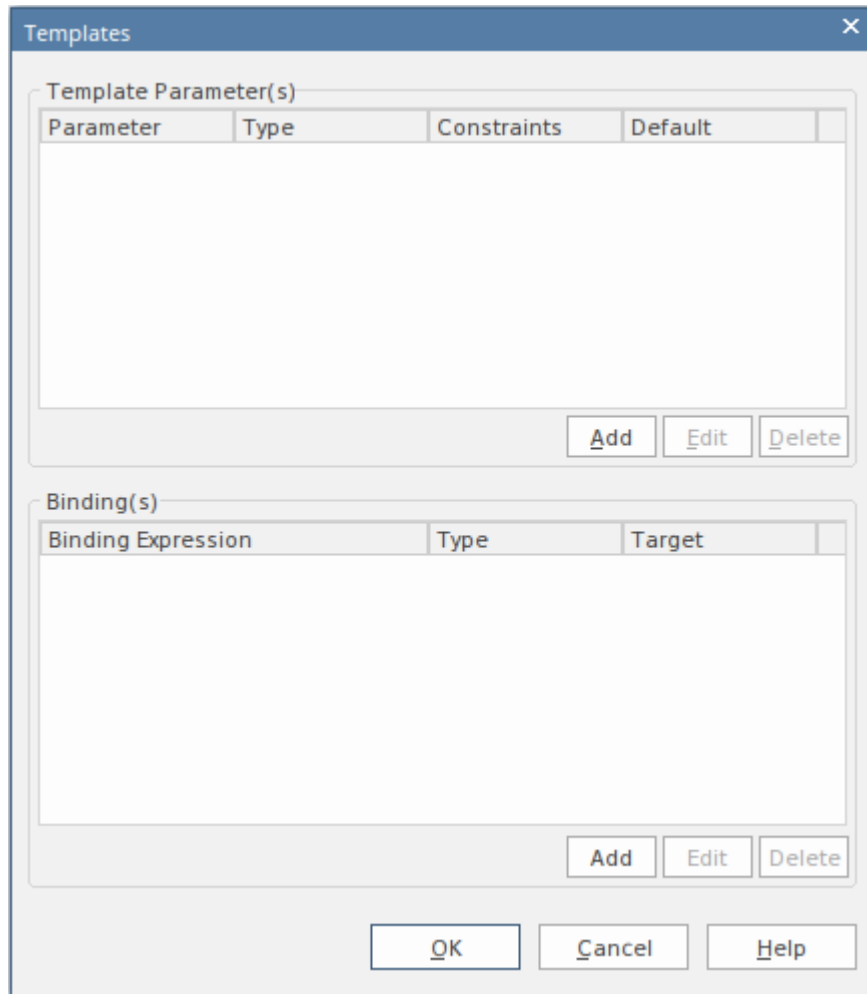 Templates
Template Parameter(s)
Parameter Type Constraints Default
Add Edit Delete
Binding(s)
Binding Expression Type Target
Add Edit Delete
OK Cancel Help